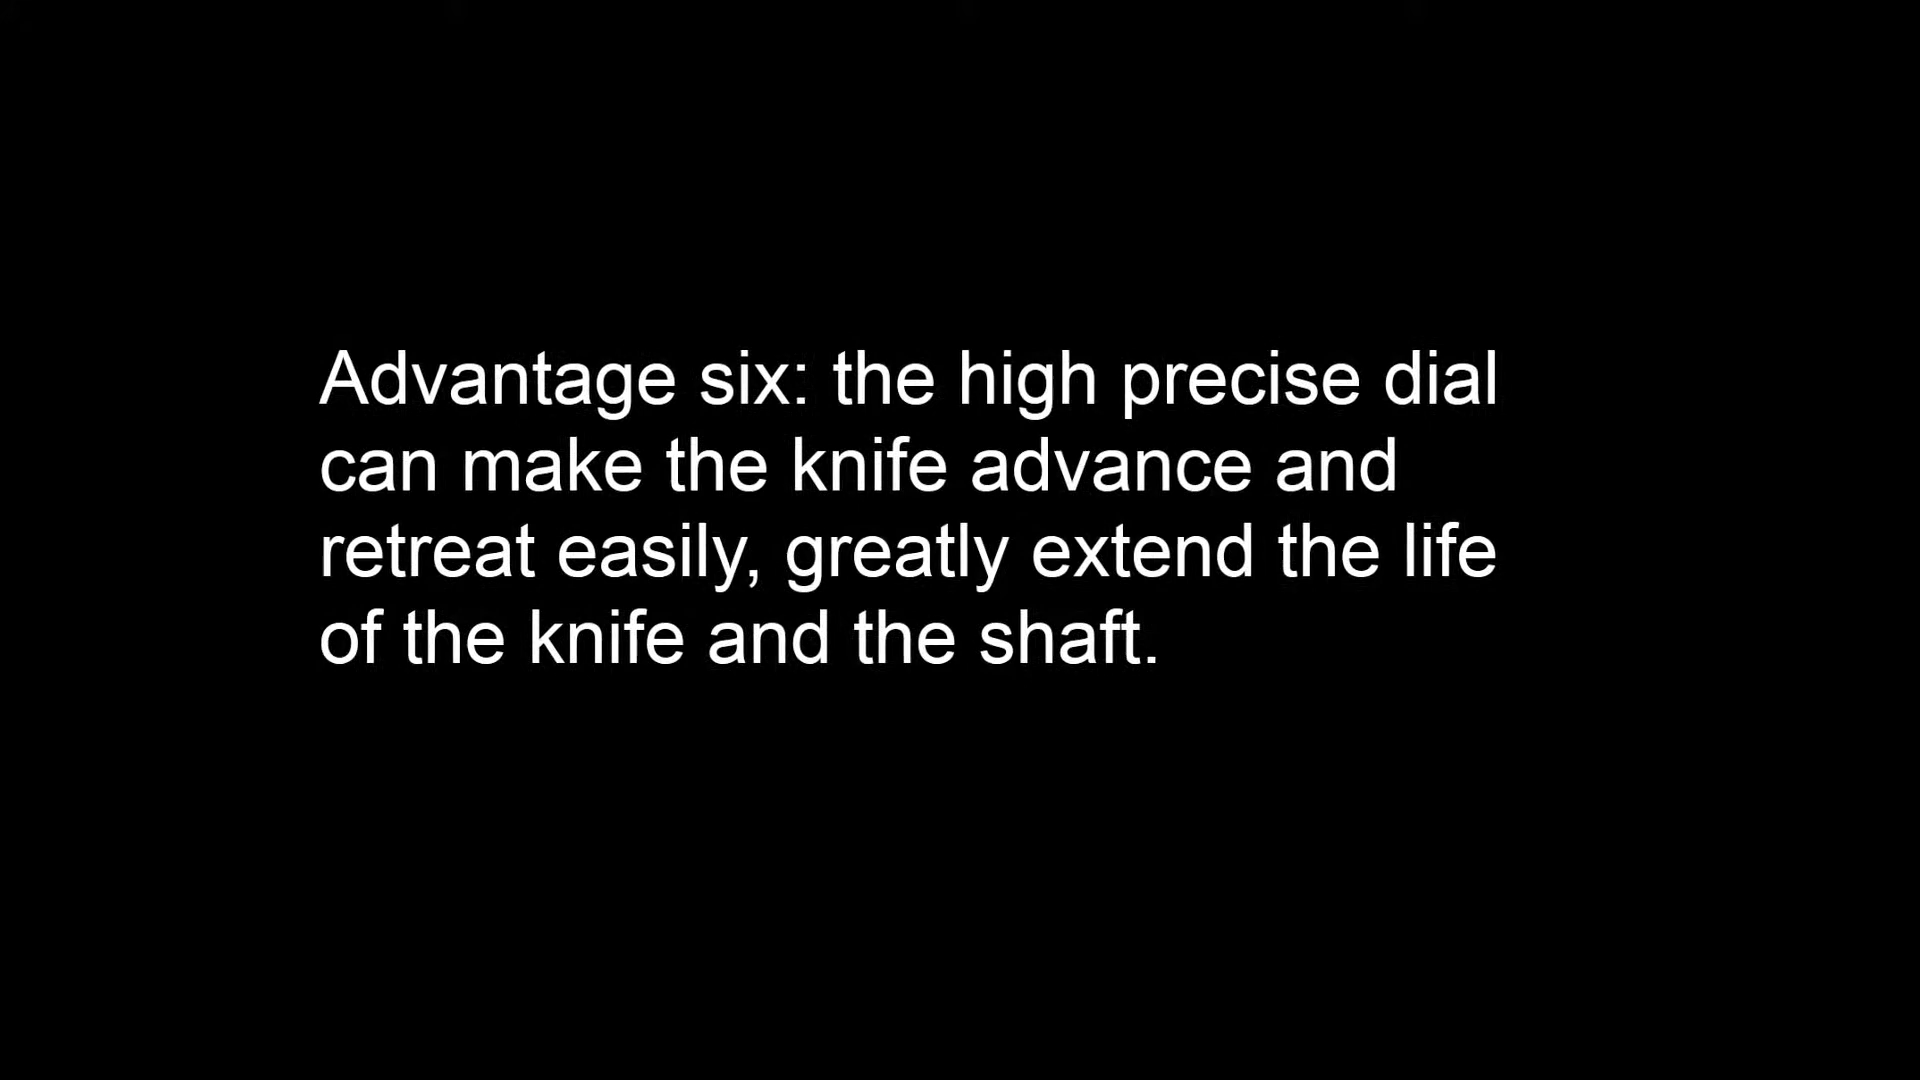 Advantage six: the high precise dial
can make the knife advance and
retreat easily, greatly extend the life
of the knife and the shaft.